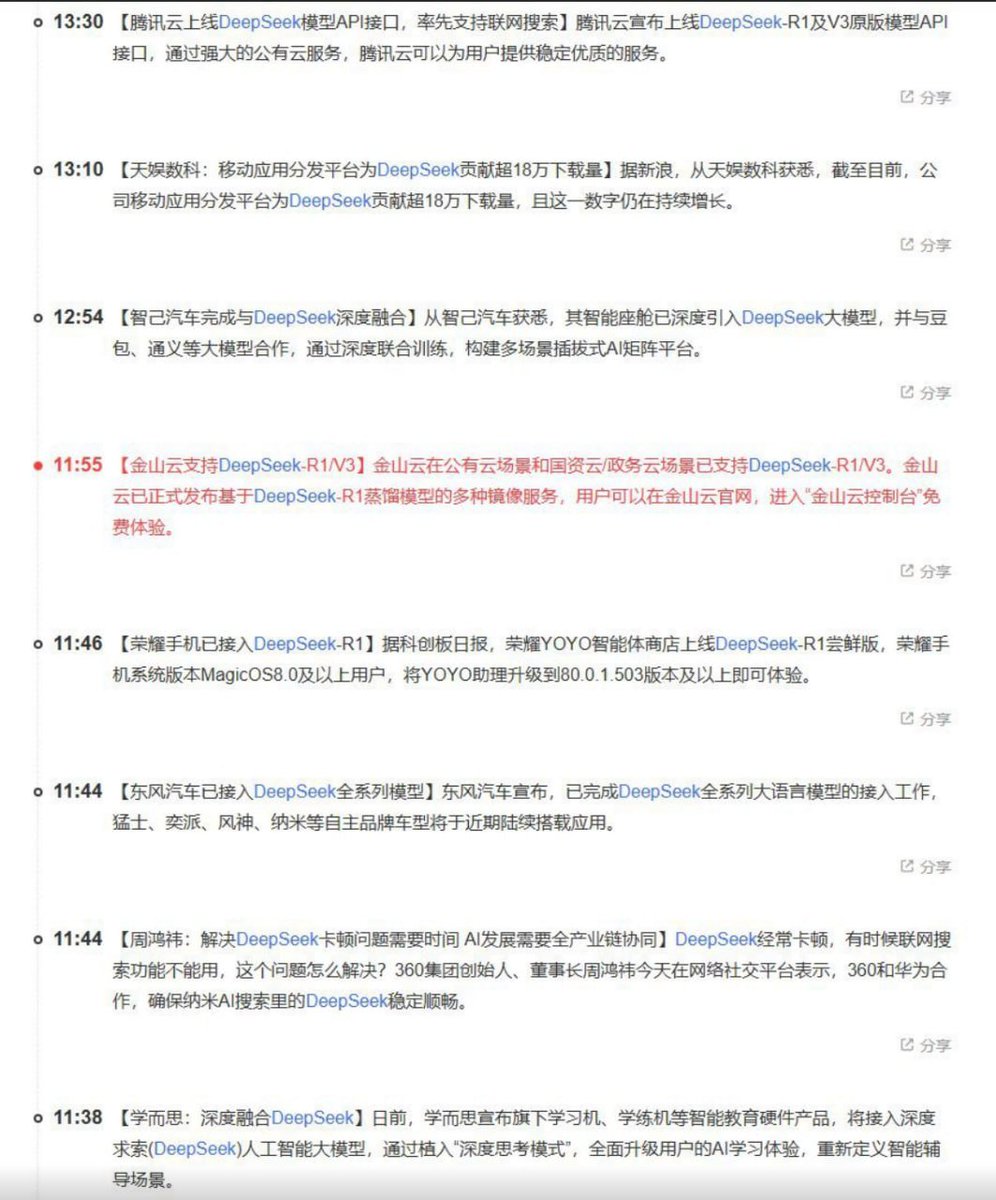 13:30 【腾讯云上线DeepSeek模型API接口，率先支持联网搜索】腾讯云宣布上线DeepSeek-R1及V3原版模型API
接口，通过强大的公有云服务，腾讯云可以为用户提供稳定优质的服务。
分享
13:10 【天娱数科：移动应用分发平台为DeepSeek贡献超18万下载量】据新浪，从天娱数科获悉，截至目前，公
司移动应用分发平台为DeepSeek贡献超18万下载量，且这一数字仍在持续增长。
分享
12:54 【智己汽车完成与DeepSeek深度融合】从智己汽车获悉，其智能座舱已深度引入DeepSeek大模型，并与豆
包、通义等大模型合作，通过深度联合训练，构建多场景插拔式AI矩阵平台。
分享
11:55 【金山云支持DeepSeek-R1/V3】金山云在公有云场景和国资云/政务云场景已支持DeepSeek-R1/V3。金山
云已正式发布基于DeepSeek-R1蒸馏模型的多种镜像服务，用户可以在金山云官网，进入“金山云控制台”免
费体验。
分享
11:46 【荣耀手机已接入DeepSeek-R1】据科创板日报，荣耀YOYO智能体商店上线DeepSeek-R1尝鲜版，荣耀手
机系统版本MagicOS8.0及以上用户，将YOYO助理升级到80.0.1.503版本及以上即可体验。
分享
11:44 【东风汽车已接入DeepSeek全系列模型】东风汽车宣布，已完成DeepSeek全系列大语言模型的接入工作，
猛士、奕派、风神、纳米等自主品牌车型将于近期陆续搭载应用。
分享
11:44 【周鸿祎：解决DeepSeek卡顿问题需要时间 AI发展需要全产业链协同】DeepSeek经常卡顿，有时候联网搜
索功能不能用，这个问题怎么解决？360集团创始人、董事长周鸿祎今天在网络社交平台表示，360和华为合
作，确保纳米AI搜索里的DeepSeek稳定顺畅。
分享
11:38 【学而思：深度融合DeepSeek】日前，学而思宣布旗下学习机、学练机等智能教育硬件产品，将接入深度
求索(DeepSeek)人工智能大模型，通过植入“深度思考模式”，全面升级用户的AI学习体验，重新定义智能辅
导场景。